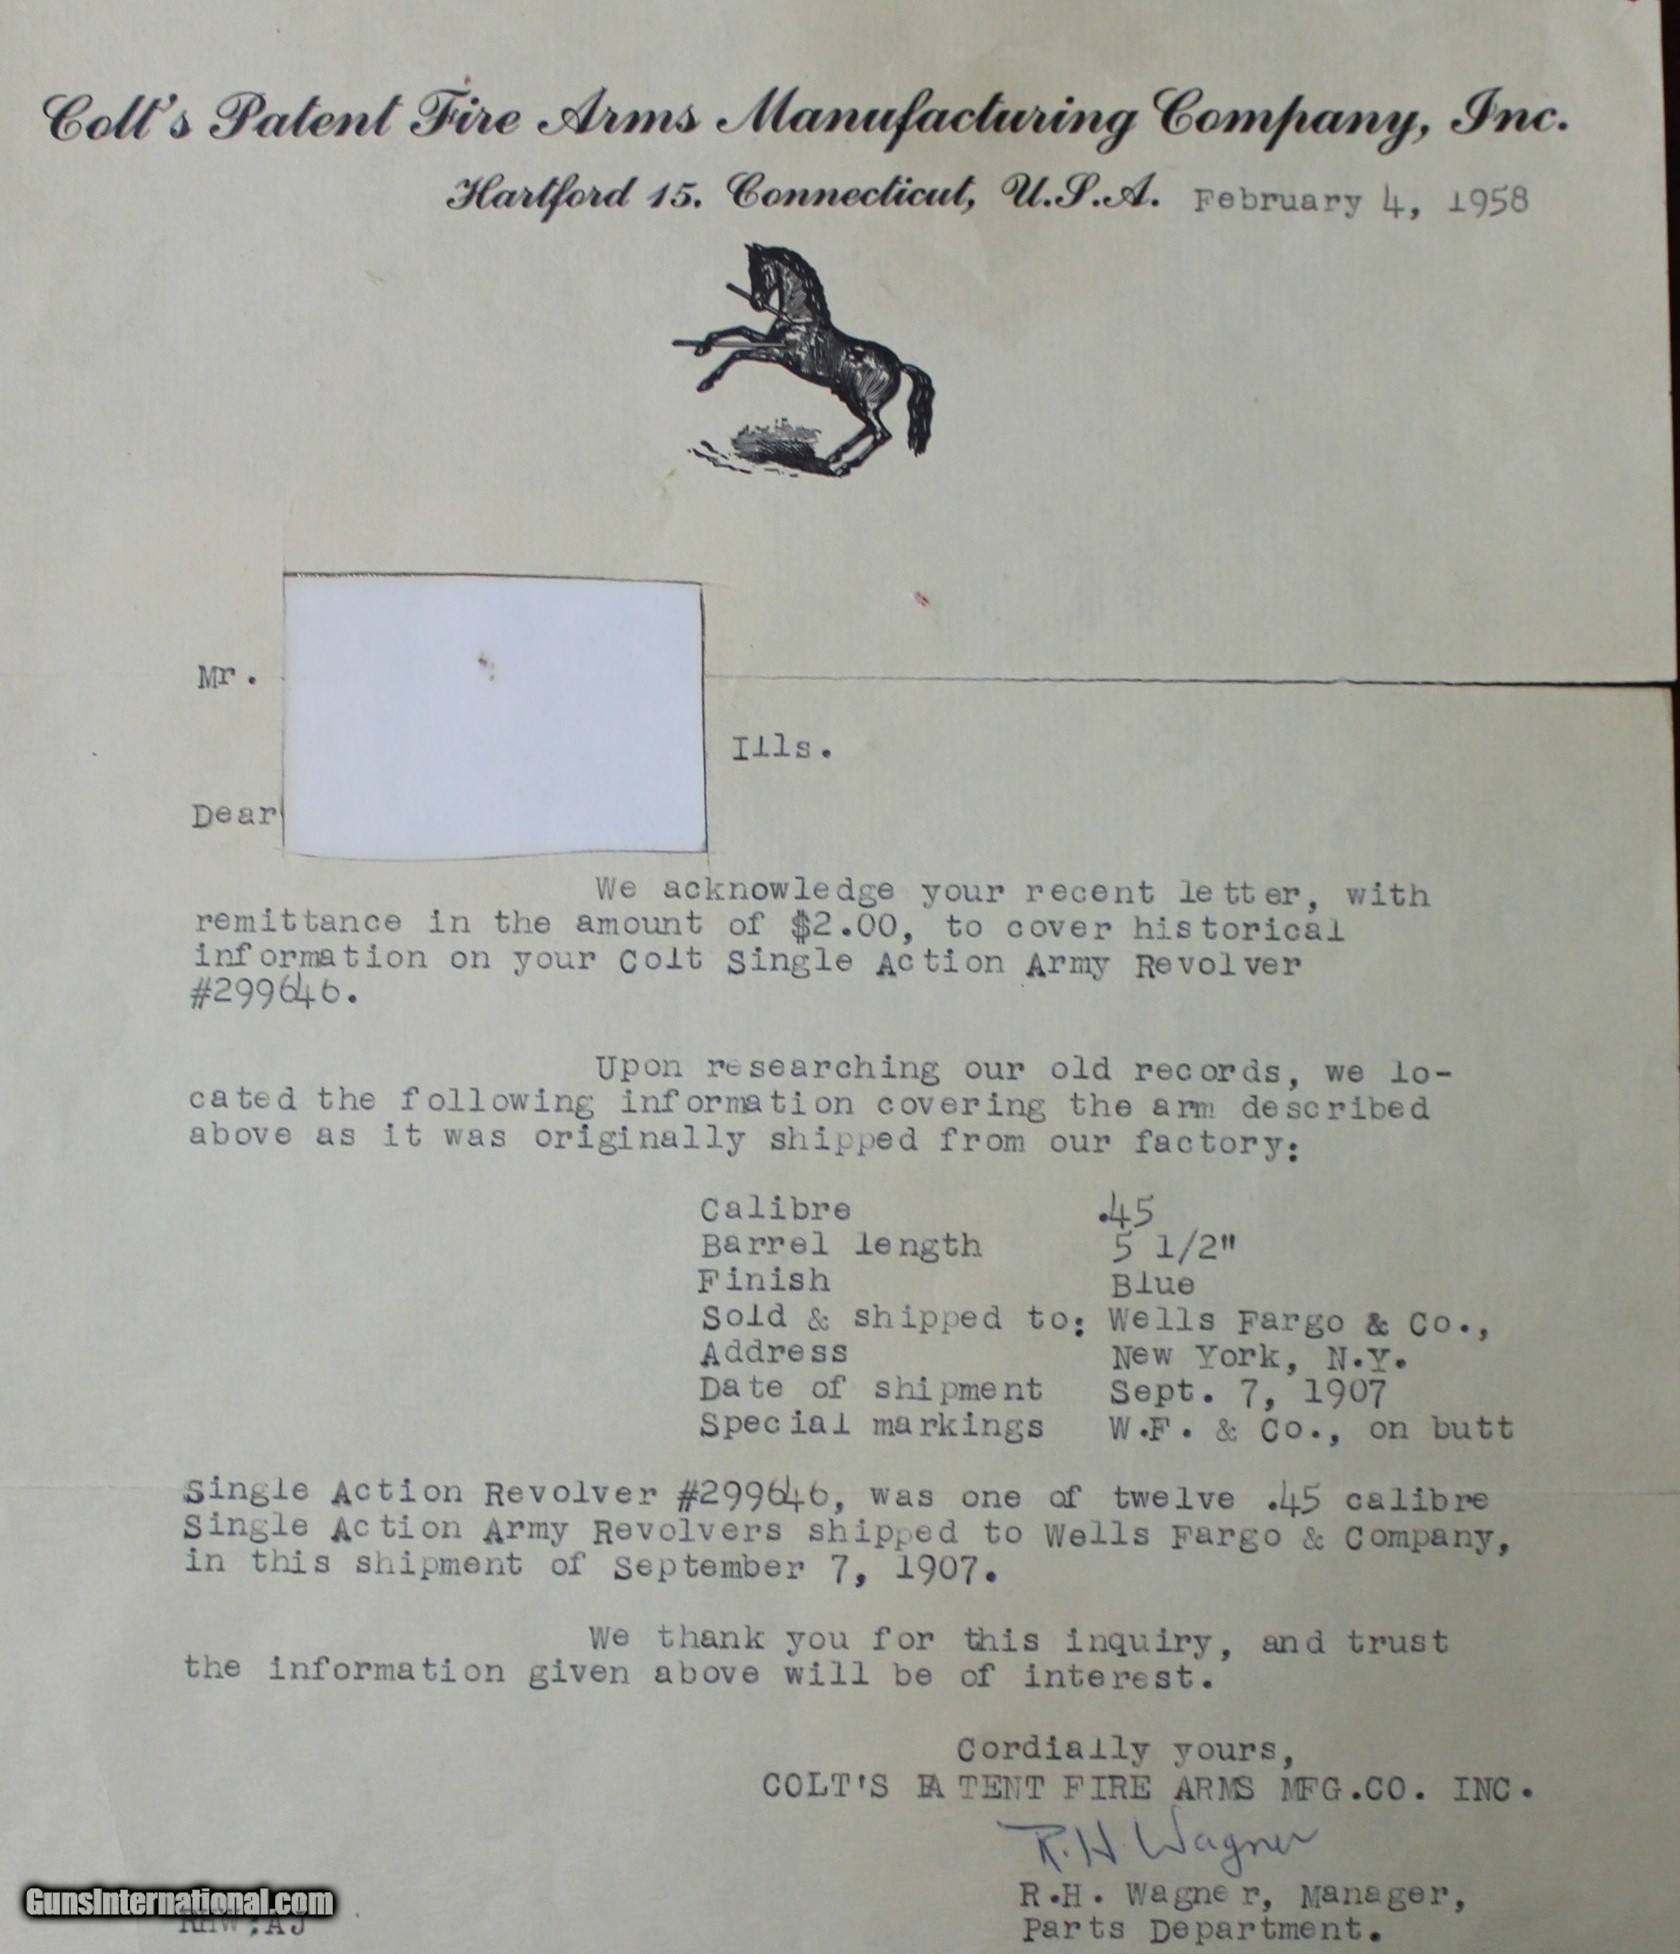 Colt's Patent Fire Arms Manufacturing Company, Inc.
Hartford 15. Connecticut, U.S.A. February 4, 1958
Mr.
Ills.
Dear
We acknowledge your recent letter, with
remittance in the amount of $2.00, to cover historical
information on your Colt Single Action Army Revolver
#299646.
Upon researching our old records, we lo-
cated the following information covering the arm described
above as it was originally shipped from our factory:
Calibre .45
Barrel length 5 1/2"
Finish Blue
Sold & shipped to: Wells Fargo & Co.,
Address New York, N.Y.
Date of shipment Sept. 7, 1907
Special markings W.F. & Co., on butt
Single Action Revolver #299646, was one of twelve .45 calibre
Single Action Army Revolvers shipped to Wells Fargo & Company,
in this shipment of September 7, 1907.
We thank you for this inquiry, and trust
the information given above will be of interest.
Cordially yours,
COLT'S PATENT FIRE ARMS MFG.CO. INC.
R.H. Wagner
R.H. Wagner, Manager,
Parts Department.
GunsInternational.com
RHW:AJ